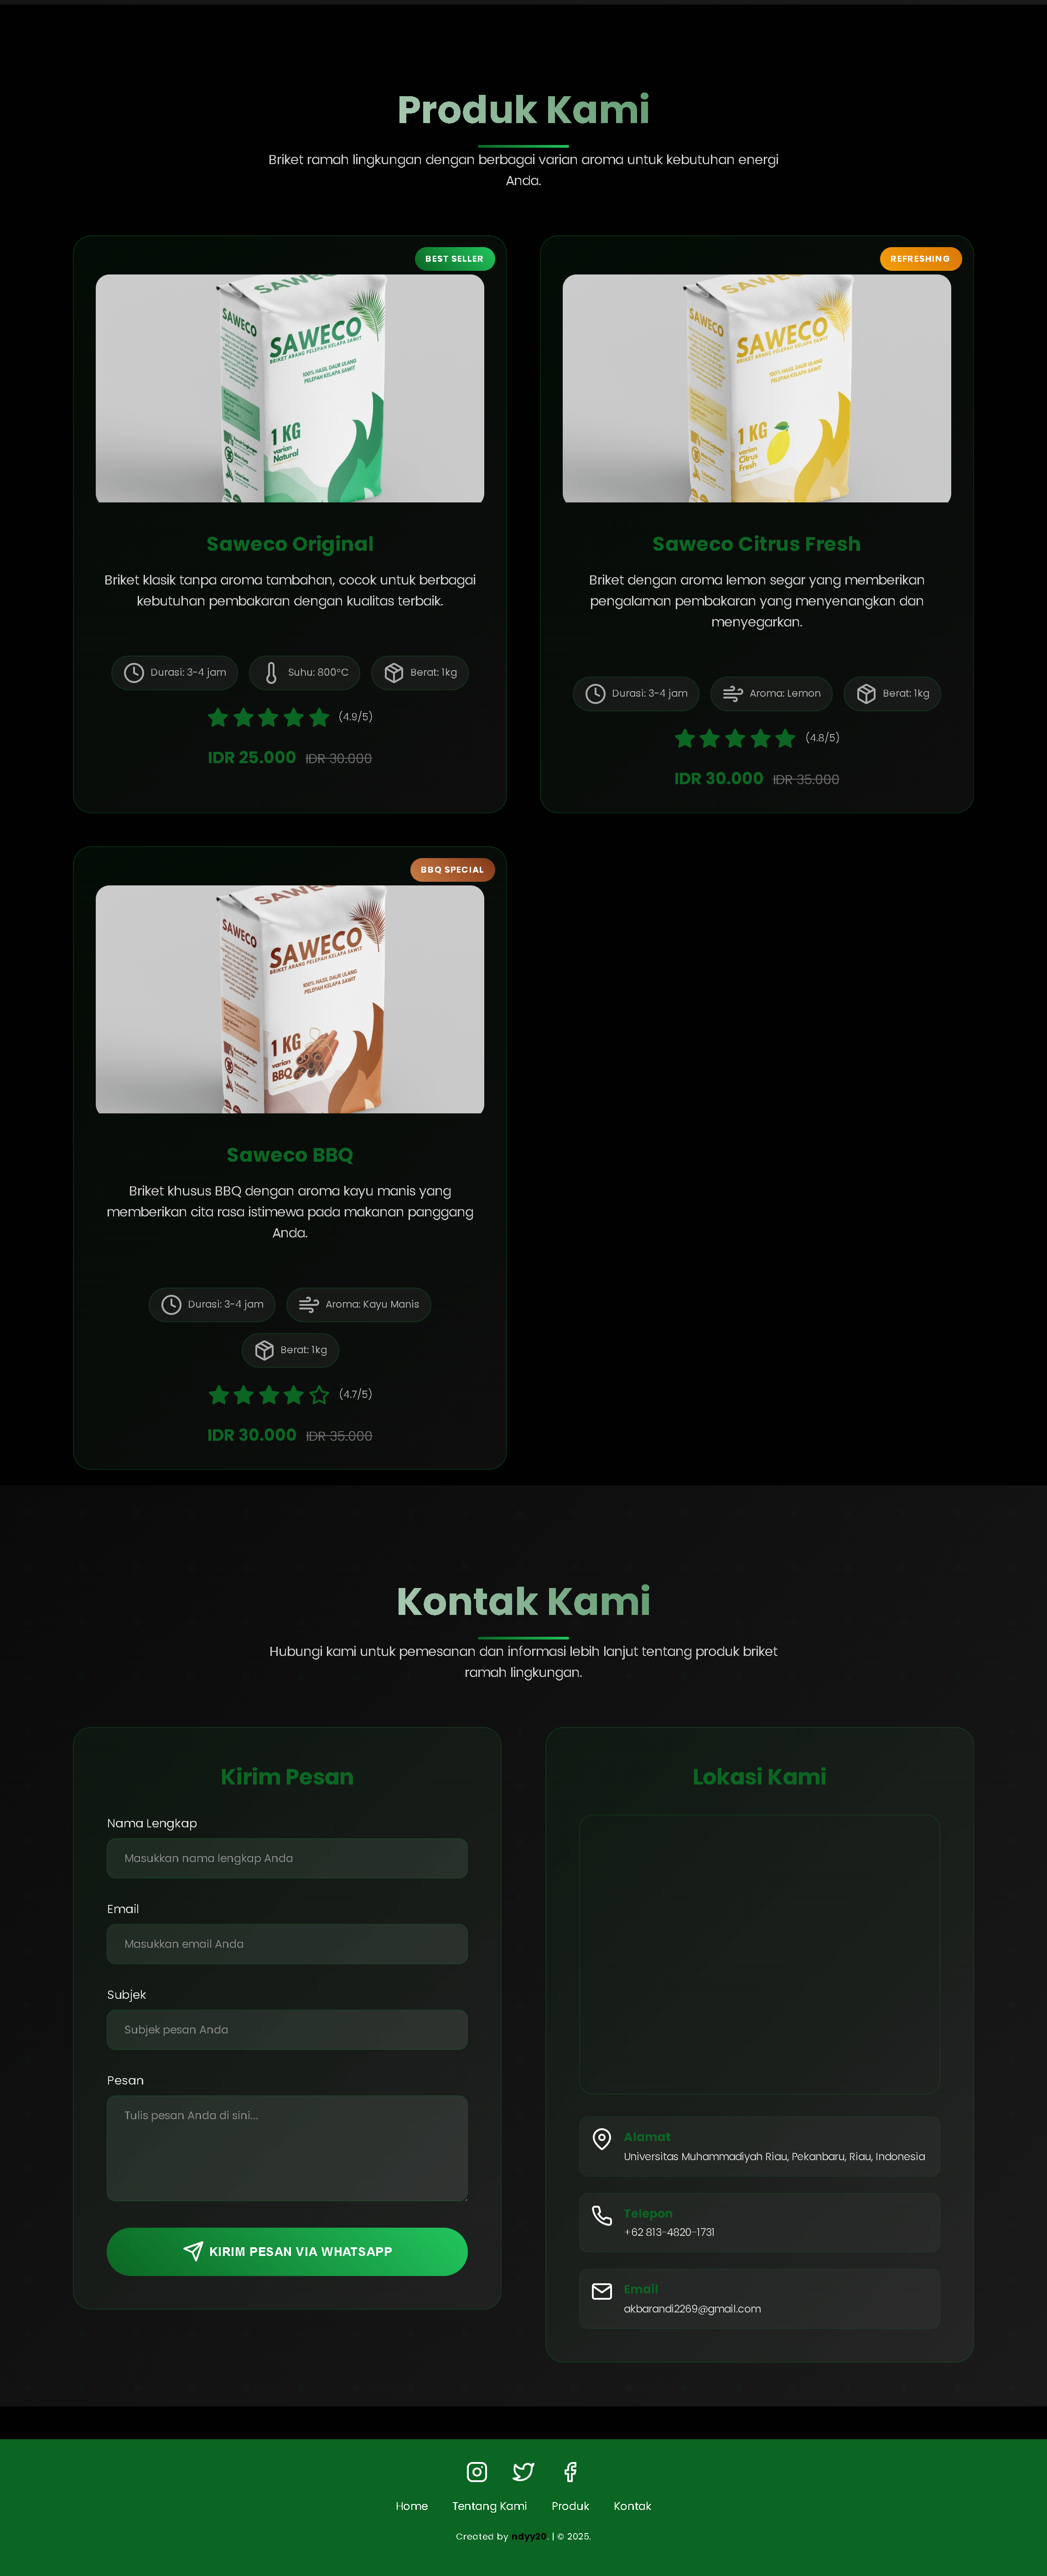 Produk Kami
Briket ramah lingkungan dengan berbagai varian aroma untuk kebutuhan energi
Anda.
BEST SELLER
SAWECO
SAWECO
BRIKET ARANG PELEPAH KELAPA SAWIT
100% HASIL DAUR ULANG
PELEPAH KELAPA SAWIT
1 KG
varian
Natural
Saweco Original
Briket klasik tanpa aroma tambahan, cocok untuk berbagai
kebutuhan pembakaran dengan kualitas terbaik.
Durasi: 3-4 jam
Suhu: 800°C
Berat: 1kg
(4.9/5)
IDR 25.000 IDR 30.000
REFRESHING
SAWECO
SAWECO
BRIKET ARANG PELEPAH KELAPA SAWIT
100% HASIL DAUR ULANG
PELEPAH KELAPA SAWIT
1 KG
varian
Citrus
Fresh
Saweco Citrus Fresh
Briket dengan aroma lemon segar yang memberikan
pengalaman pembakaran yang menyenangkan dan
menyegarkan.
Durasi: 3-4 jam
Aroma: Lemon
Berat: 1kg
(4.8/5)
IDR 30.000 IDR 35.000
BBQ SPECIAL
SAWECO
SAWECO
BRIKET ARANG PELEPAH KELAPA SAWIT
100% HASIL DAUR ULANG
PELEPAH KELAPA SAWIT
1 KG
varian
BBQ
Saweco BBQ
Briket khusus BBQ dengan aroma kayu manis yang
memberikan cita rasa istimewa pada makanan panggang
Anda.
Durasi: 3-4 jam
Aroma: Kayu Manis
Berat: 1kg
(4.7/5)
IDR 30.000 IDR 35.000
Kontak Kami
Hubungi kami untuk pemesanan dan informasi lebih lanjut tentang produk briket
ramah lingkungan.
Kirim Pesan
Nama Lengkap
Masukkan nama lengkap Anda
Email
Masukkan email Anda
Subjek
Subjek pesan Anda
Pesan
Tulis pesan Anda di sini...
KIRIM PESAN VIA WHATSAPP
Lokasi Kami
Alamat
Universitas Muhammadiyah Riau, Pekanbaru, Riau, Indonesia
Telepon
+62 813-4820-1731
Email
akbarandi2269@gmail.com
Home
Tentang Kami
Produk
Kontak
Created by ndyy20. | © 2025.